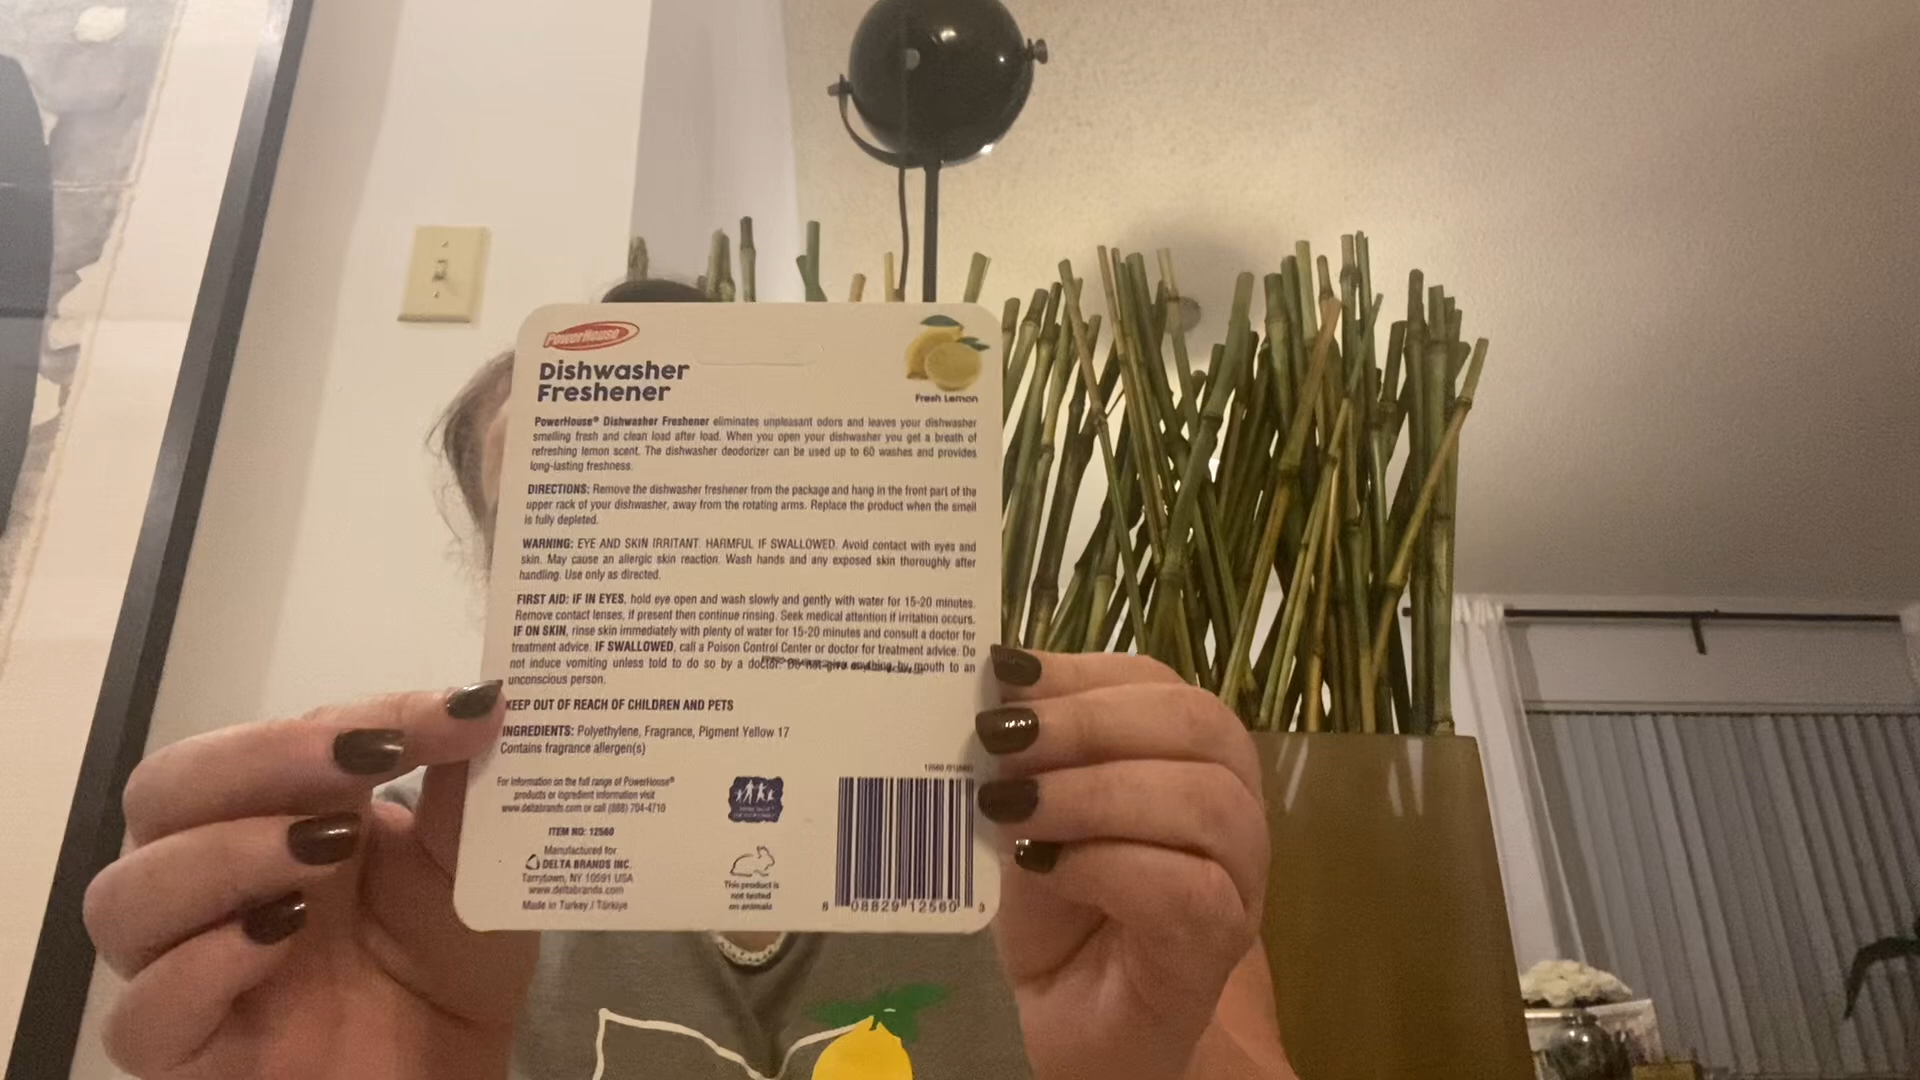 PowerHouse
Dishwasher
Freshener
Fresh Lemon
PowerHouse® Dishwasher Freshener eliminates unpleasant odors and leaves your dishwasher
smelling fresh and clean load after load. When you open your dishwasher you get a breath of
refreshing lemon scent. The dishwasher deodorizer can be used up to 60 washes and provides
long-lasting freshness.
DIRECTIONS: Remove the dishwasher freshener from the package and hang in the front part of the
upper rack of your dishwasher, away from the rotating arms. Replace the product when the smell
is fully depleted.
WARNING: EYE AND SKIN IRRITANT. HARMFUL IF SWALLOWED. Avoid contact with eyes and
skin. May cause an allergic skin reaction. Wash hands and any exposed skin thoroughly after
handling. Use only as directed.
FIRST AID: IF IN EYES, hold eye open and wash slowly and gently with water for 15-20 minutes.
Remove contact lenses, if present then continue rinsing. Seek medical attention if irritation occurs.
IF ON SKIN, rinse skin immediately with plenty of water for 15-20 minutes and consult a doctor for
treatment advice. IF SWALLOWED, call a Poison Control Center or doctor for treatment advice. Do
not induce vomiting unless told to do so by a doctor. Do not give anything by mouth to an
unconscious person.
KEEP OUT OF REACH OF CHILDREN AND PETS
INGREDIENTS: Polyethylene, Fragrance, Pigment Yellow 17
Contains fragrance allergen(s)
For information on the full range of PowerHouse®
products or ingredient information visit
www.deltabrands.com or call (888) 704-4710
ITEM NO: 12560
Manufactured for
DELTA BRANDS INC.
Tarrytown, NY 10591 USA
www.deltabrands.com
Made in Turkey / Türkiye
This product is
not tested
on animals
8 08829 12560 3